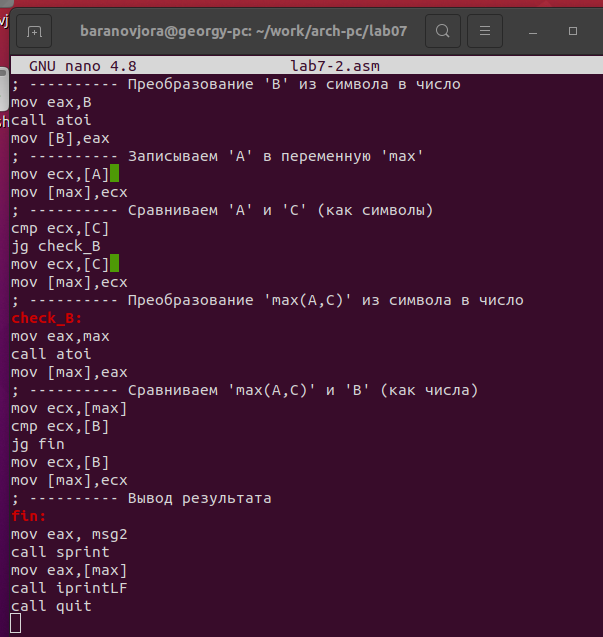 baranovjora@georgy-pc: ~/work/arch-pc/lab07
GNU nano 4.8 lab7-2.asm
; ---------- Преобразование 'B' из символа в число
mov eax,B
call atoi
mov [B],eax
; ---------- Записываем 'A' в переменную 'max'
mov ecx,[A]
mov [max],ecx
; ---------- Сравниваем 'A' и 'С' (как символы)
cmp ecx,[C]
jg check_B
mov ecx,[C]
mov [max],ecx
; ---------- Преобразование 'max(A,C)' из символа в число
check_B:
mov eax,max
call atoi
mov [max],eax
; ---------- Сравниваем 'max(A,C)' и 'B' (как числа)
mov ecx,[max]
cmp ecx,[B]
jg fin
mov ecx,[B]
mov [max],ecx
; ---------- Вывод результата
fin:
mov eax, msg2
call sprint
mov eax,[max]
call iprintLF
call quit